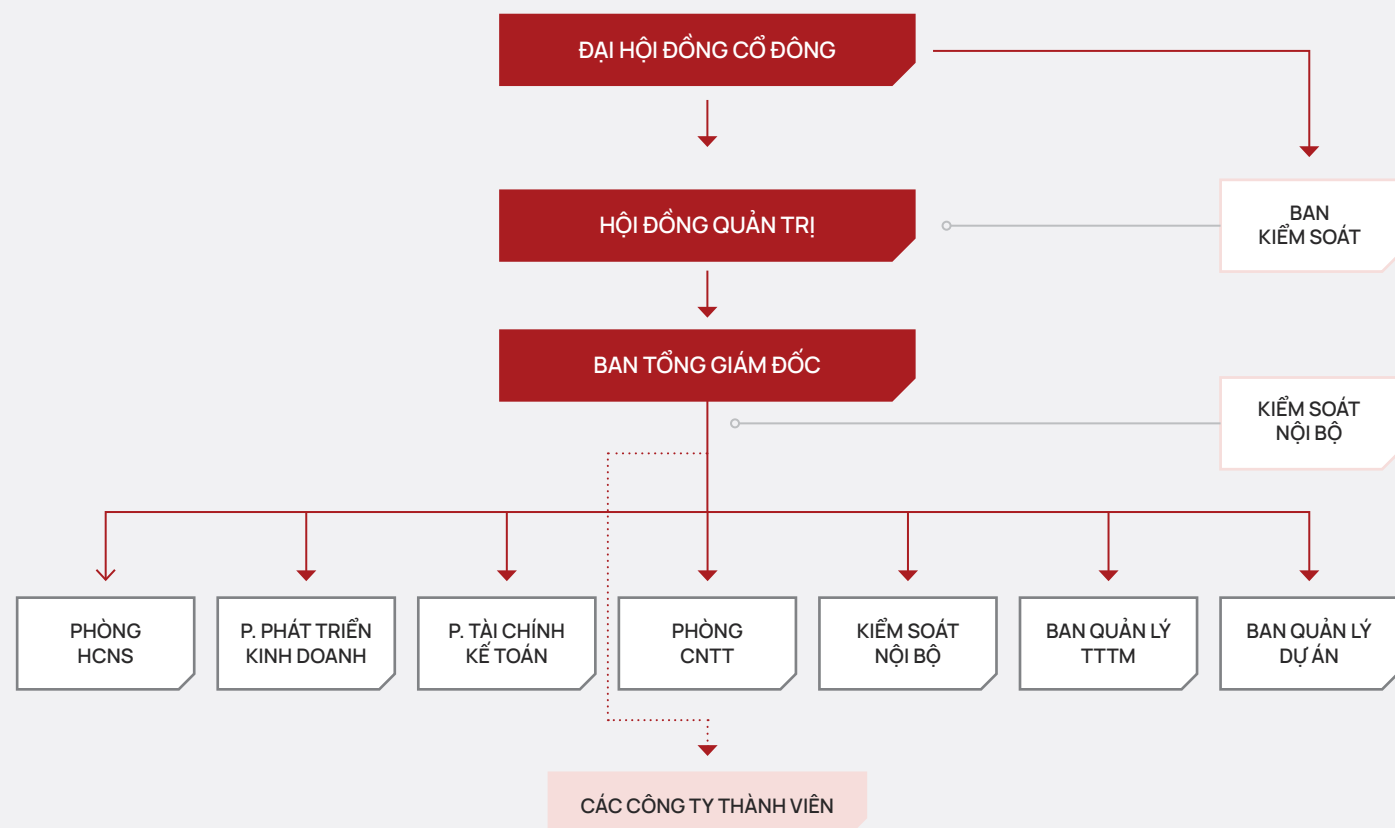 ĐẠI HỘI ĐỒNG CỔ ĐÔNG
HỘI ĐỒNG QUẢN TRỊ
BAN
KIỂM SOÁT
BAN TỔNG GIÁM ĐỐC
KIỂM SOÁT
NỘI BỘ
PHÒNG
HCNS
P. PHÁT TRIỂN
KINH DOANH
P. TÀI CHÍNH
KẾ TOÁN
PHÒNG
CNTT
KIỂM SOÁT
NỘI BỘ
BAN QUẢN LÝ
TTTM
BAN QUẢN LÝ
DỰ ÁN
CÁC CÔNG TY THÀNH VIÊN